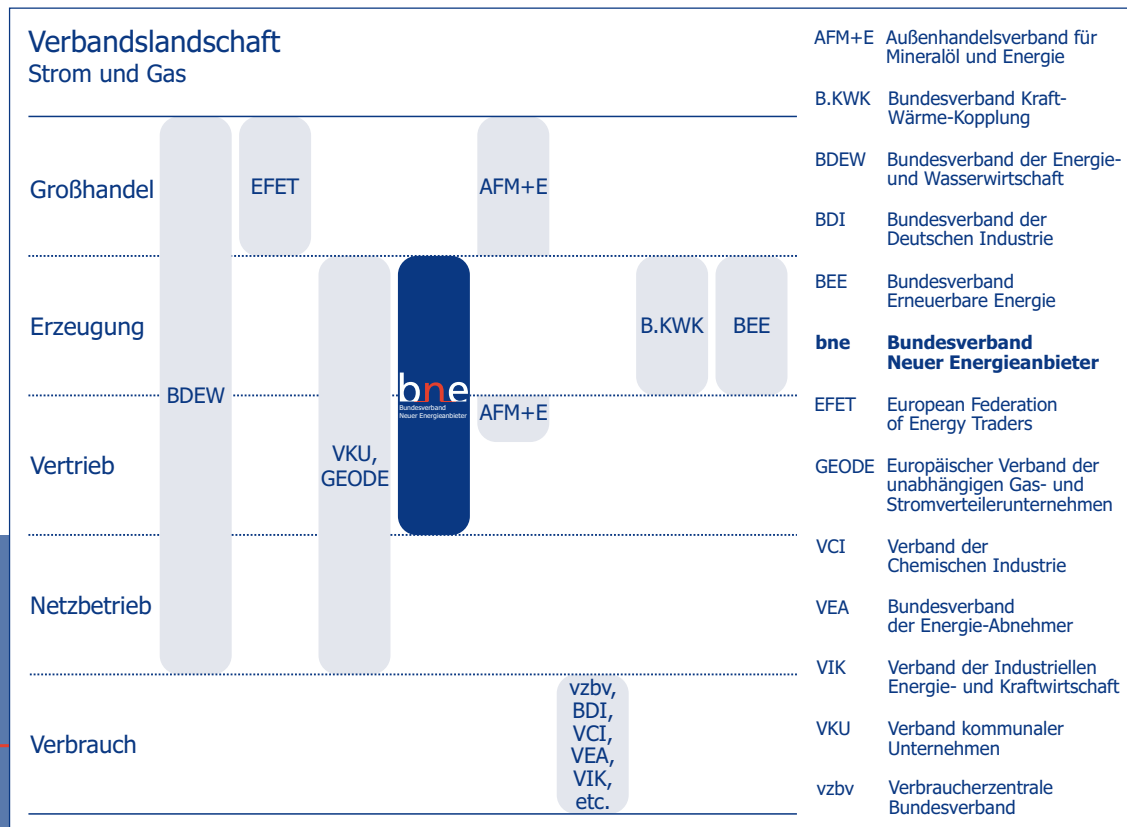 Verbandslandschaft
Strom und Gas
Großhandel
EFET
AFM+E
Erzeugung
B.KWK
BEE
BDEW
bne
Bundesverband
Neuer Energieanbieter
AFM+E
Vertrieb
VKU,
GEODE
Netzbetrieb
Verbrauch
vzbv,
BDI,
VCI,
VEA,
VIK,
etc.
AFM+E Außenhandelsverband für
Mineralöl und Energie
B.KWK Bundesverband Kraft-
Wärme-Kopplung
BDEW Bundesverband der Energie-
und Wasserwirtschaft
BDI Bundesverband der
Deutschen Industrie
BEE Bundesverband
Erneuerbare Energie
bne Bundesverband
Neuer Energieanbieter
EFET European Federation
of Energy Traders
GEODE Europäischer Verband der
unabhängigen Gas- und
Stromverteilerunternehmen
VCI Verband der
Chemischen Industrie
VEA Bundesverband
der Energie-Abnehmer
VIK Verband der Industriellen
Energie- und Kraftwirtschaft
VKU Verband kommunaler
Unternehmen
vzbv Verbraucherzentrale
Bundesverband